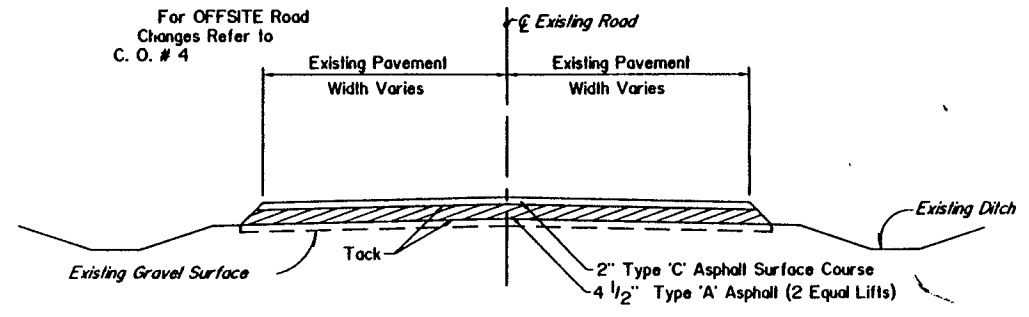 For OFFSITE Road
Changes Refer to
C. O. # 4
℄ Existing Road
Existing Pavement
Width Varies
Existing Pavement
Width Varies
Existing Ditch
Tack
Existing Gravel Surface
2" Type 'C' Asphalt Surface Course
4 1/2" Type 'A' Asphalt (2 Equal Lifts)